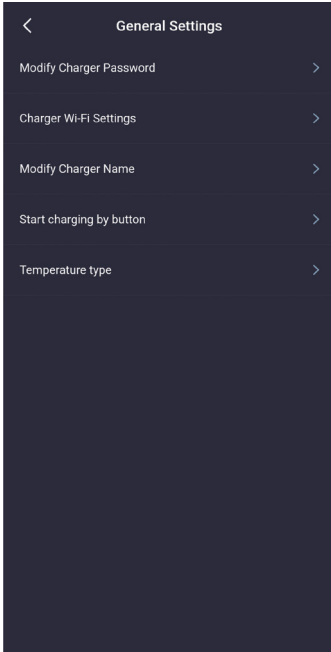 General Settings
Modify Charger Password
Charger Wi-Fi Settings
Modify Charger Name
Start charging by button
Temperature type